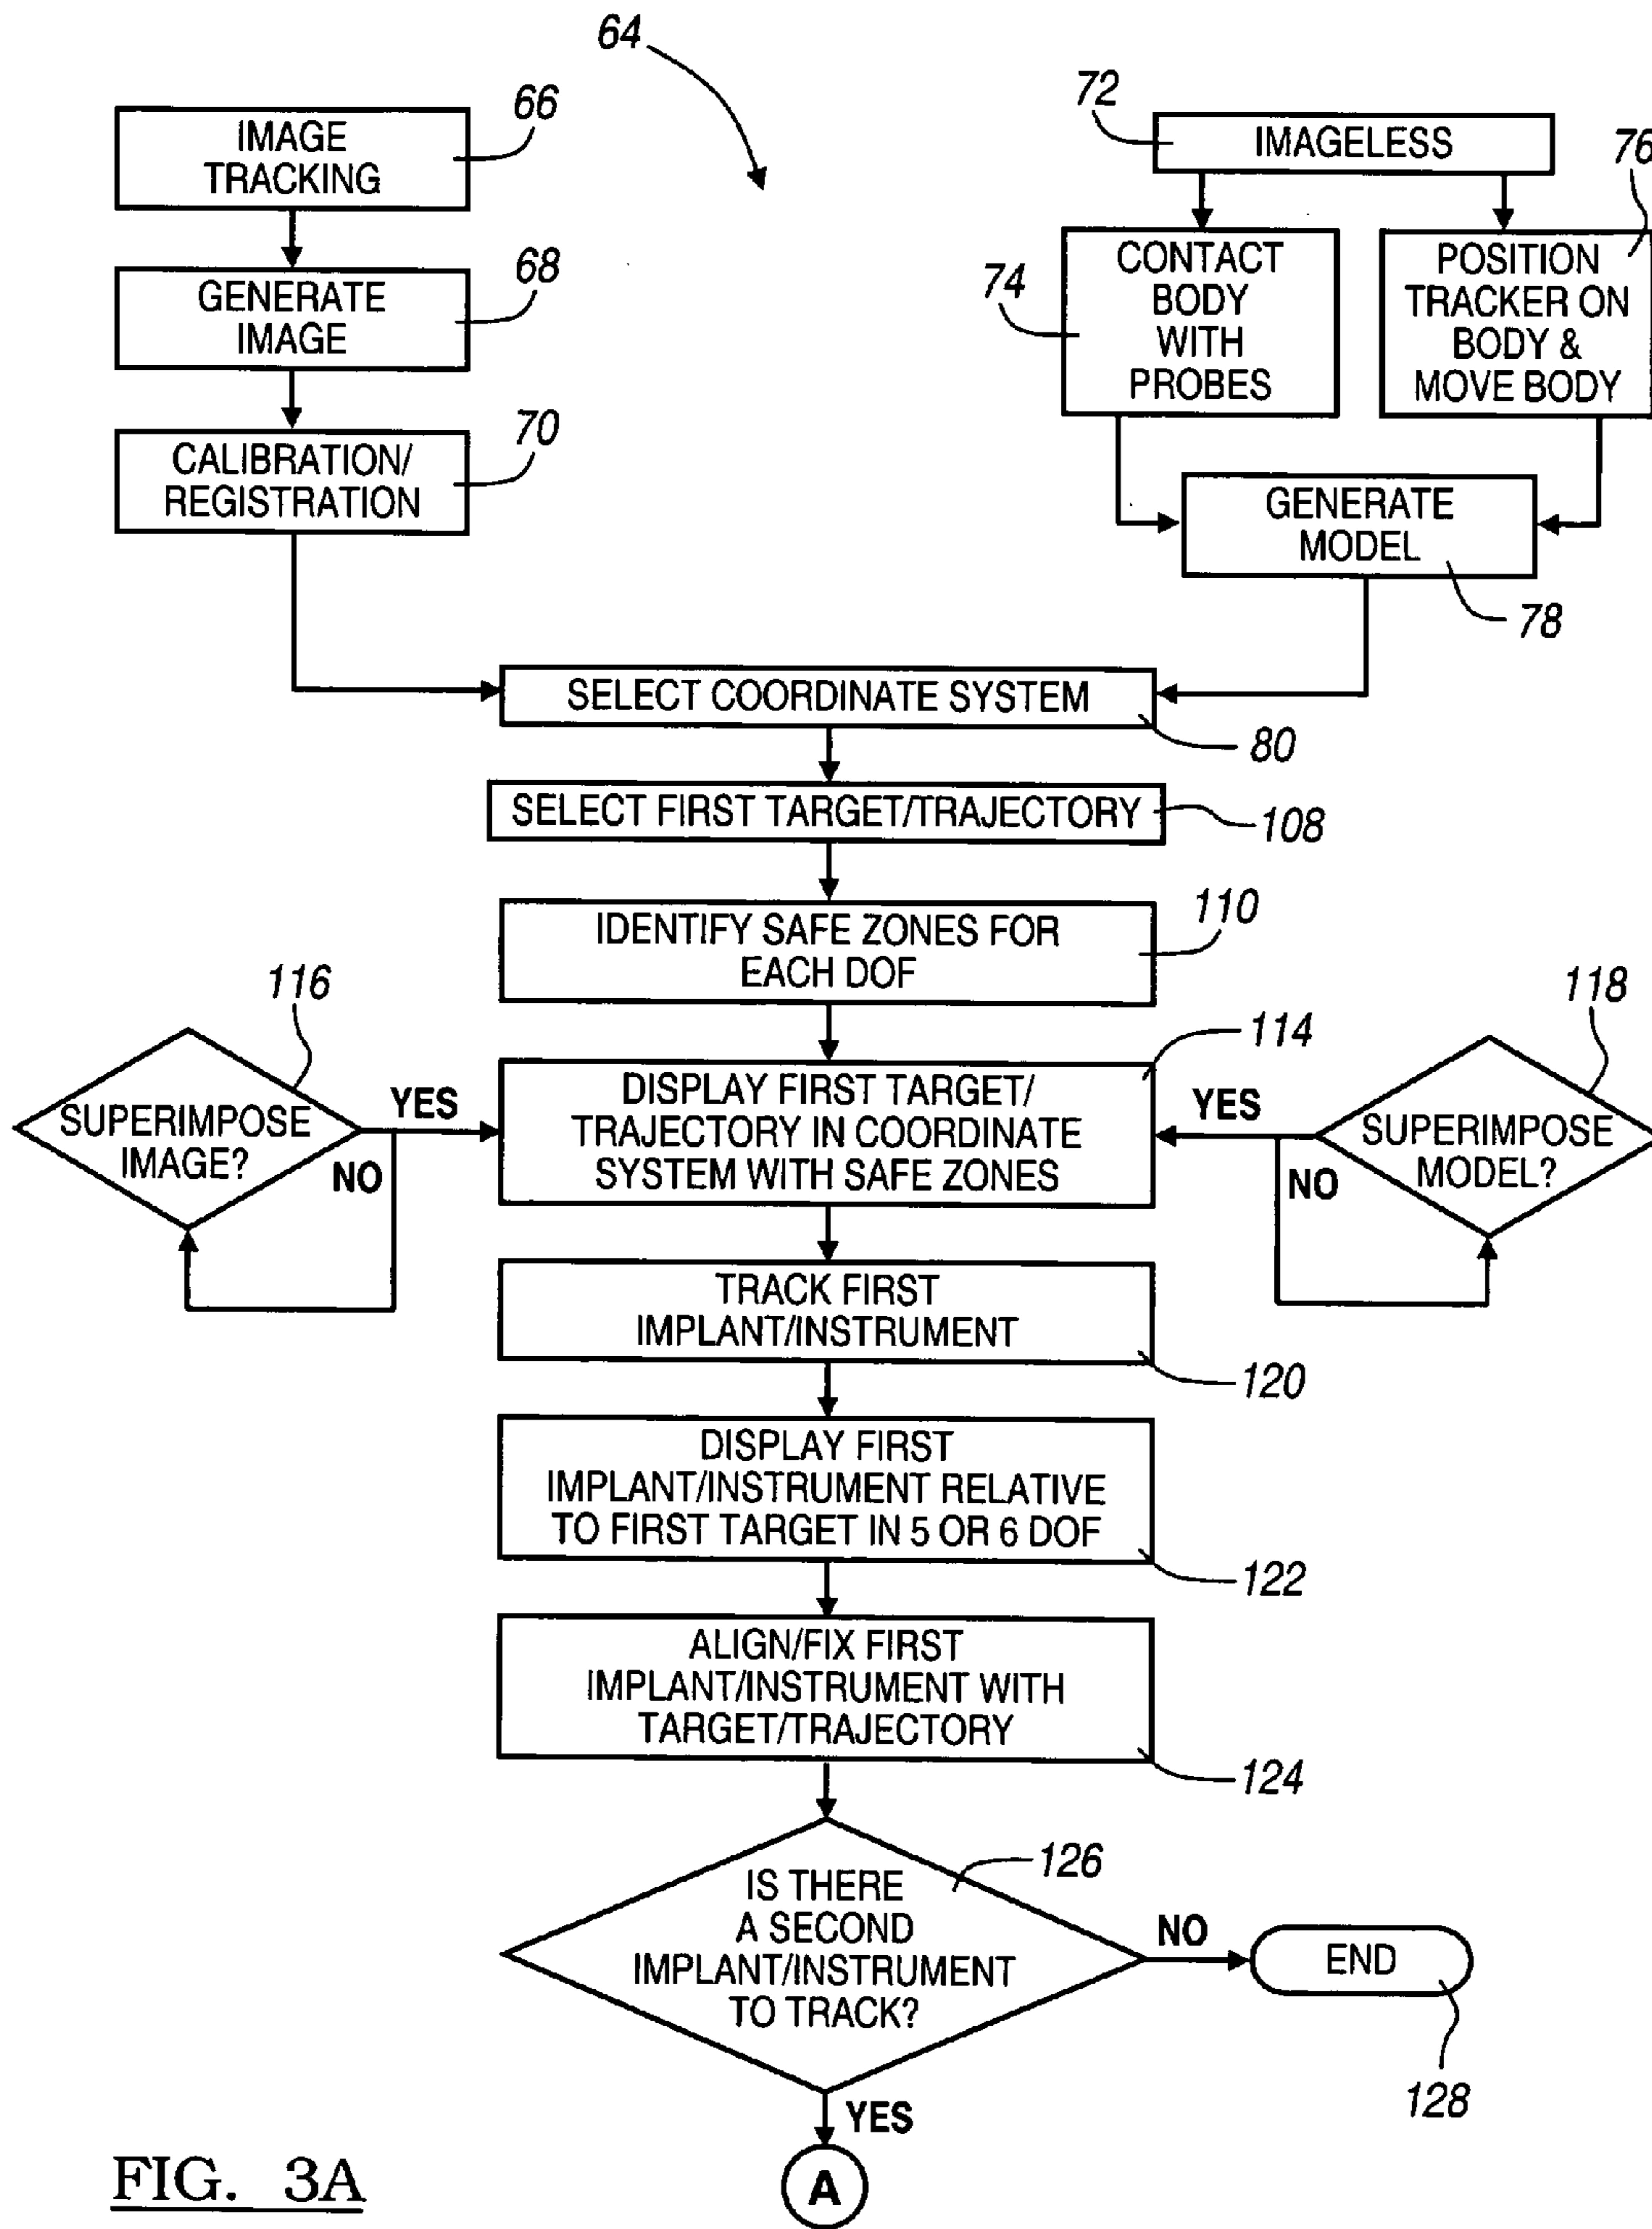 64
66
IMAGE
TRACKING
72
IMAGELESS
76
68
GENERATE
IMAGE
74
CONTACT
BODY
WITH
PROBES
POSITION
TRACKER ON
BODY &
MOVE BODY
70
CALIBRATION/
REGISTRATION
GENERATE
MODEL
78
SELECT COORDINATE SYSTEM
80
SELECT FIRST TARGET/TRAJECTORY
108
110
IDENTIFY SAFE ZONES FOR
EACH DOF
116
118
114
SUPERIMPOSE
IMAGE?
YES
NO
DISPLAY FIRST TARGET/
TRAJECTORY IN COORDINATE
SYSTEM WITH SAFE ZONES
YES
NO
SUPERIMPOSE
MODEL?
TRACK FIRST
IMPLANT/INSTRUMENT
120
DISPLAY FIRST
IMPLANT/INSTRUMENT RELATIVE
TO FIRST TARGET IN 5 OR 6 DOF
122
ALIGN/FIX FIRST
IMPLANT/INSTRUMENT WITH
TARGET/TRAJECTORY
124
126
IS THERE
A SECOND
IMPLANT/INSTRUMENT
TO TRACK?
NO
END
128
YES
A
FIG. 3A